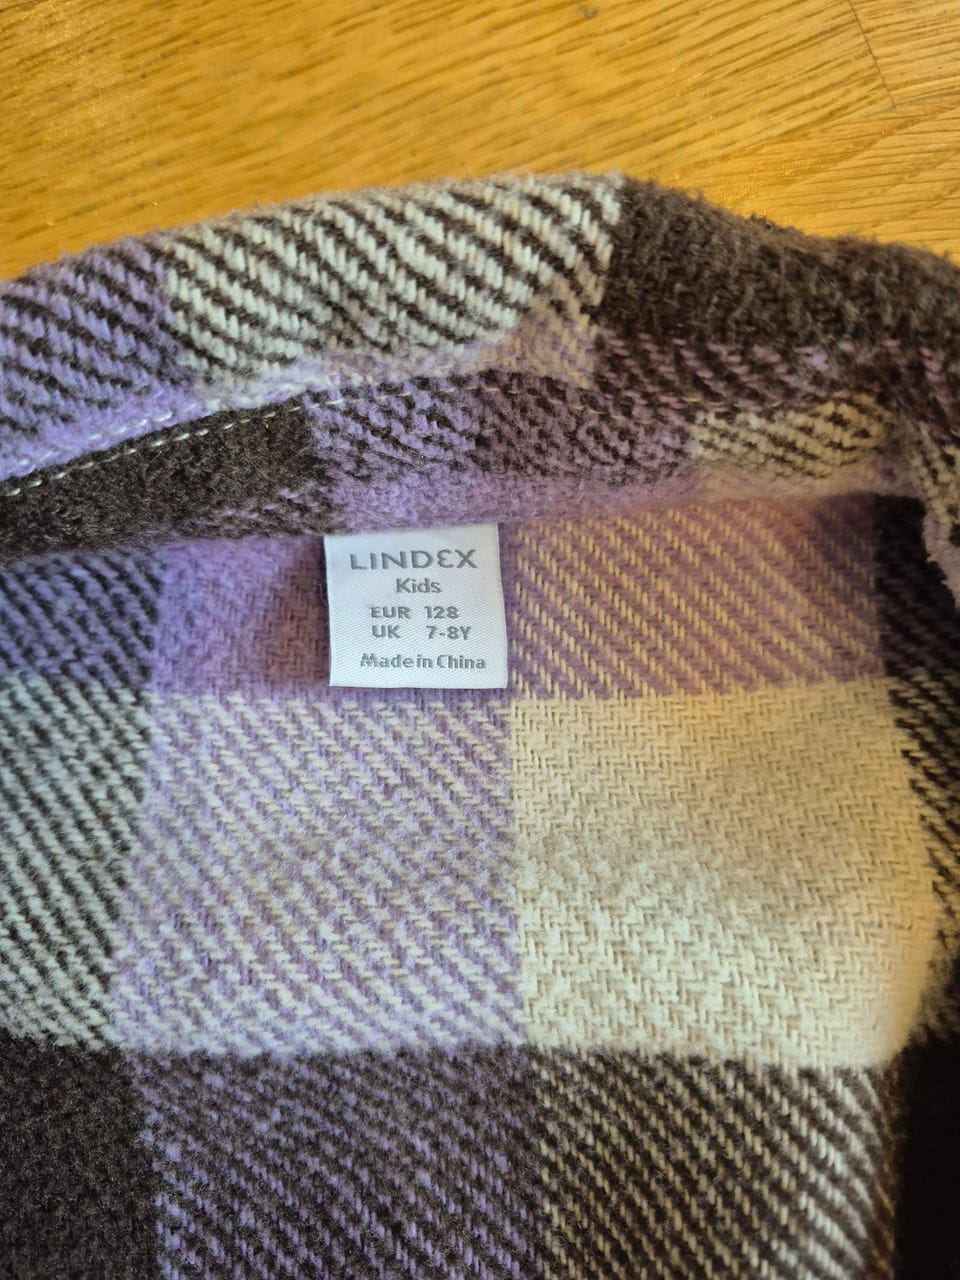 LINDEX
Kids
EUR 128
UK 7-8Y
Made in China